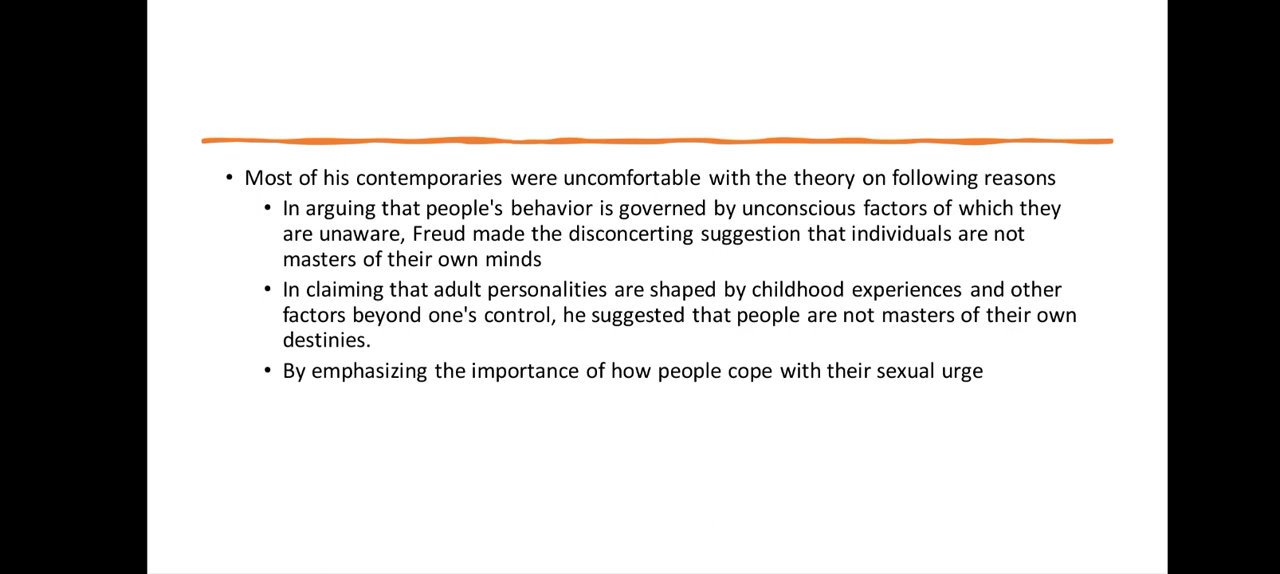 • Most of his contemporaries were uncomfortable with the theory on following reasons
• In arguing that people's behavior is governed by unconscious factors of which they
are unaware, Freud made the disconcerting suggestion that individuals are not
masters of their own minds
• In claiming that adult personalities are shaped by childhood experiences and other
factors beyond one's control, he suggested that people are not masters of their own
destinies.
• By emphasizing the importance of how people cope with their sexual urge